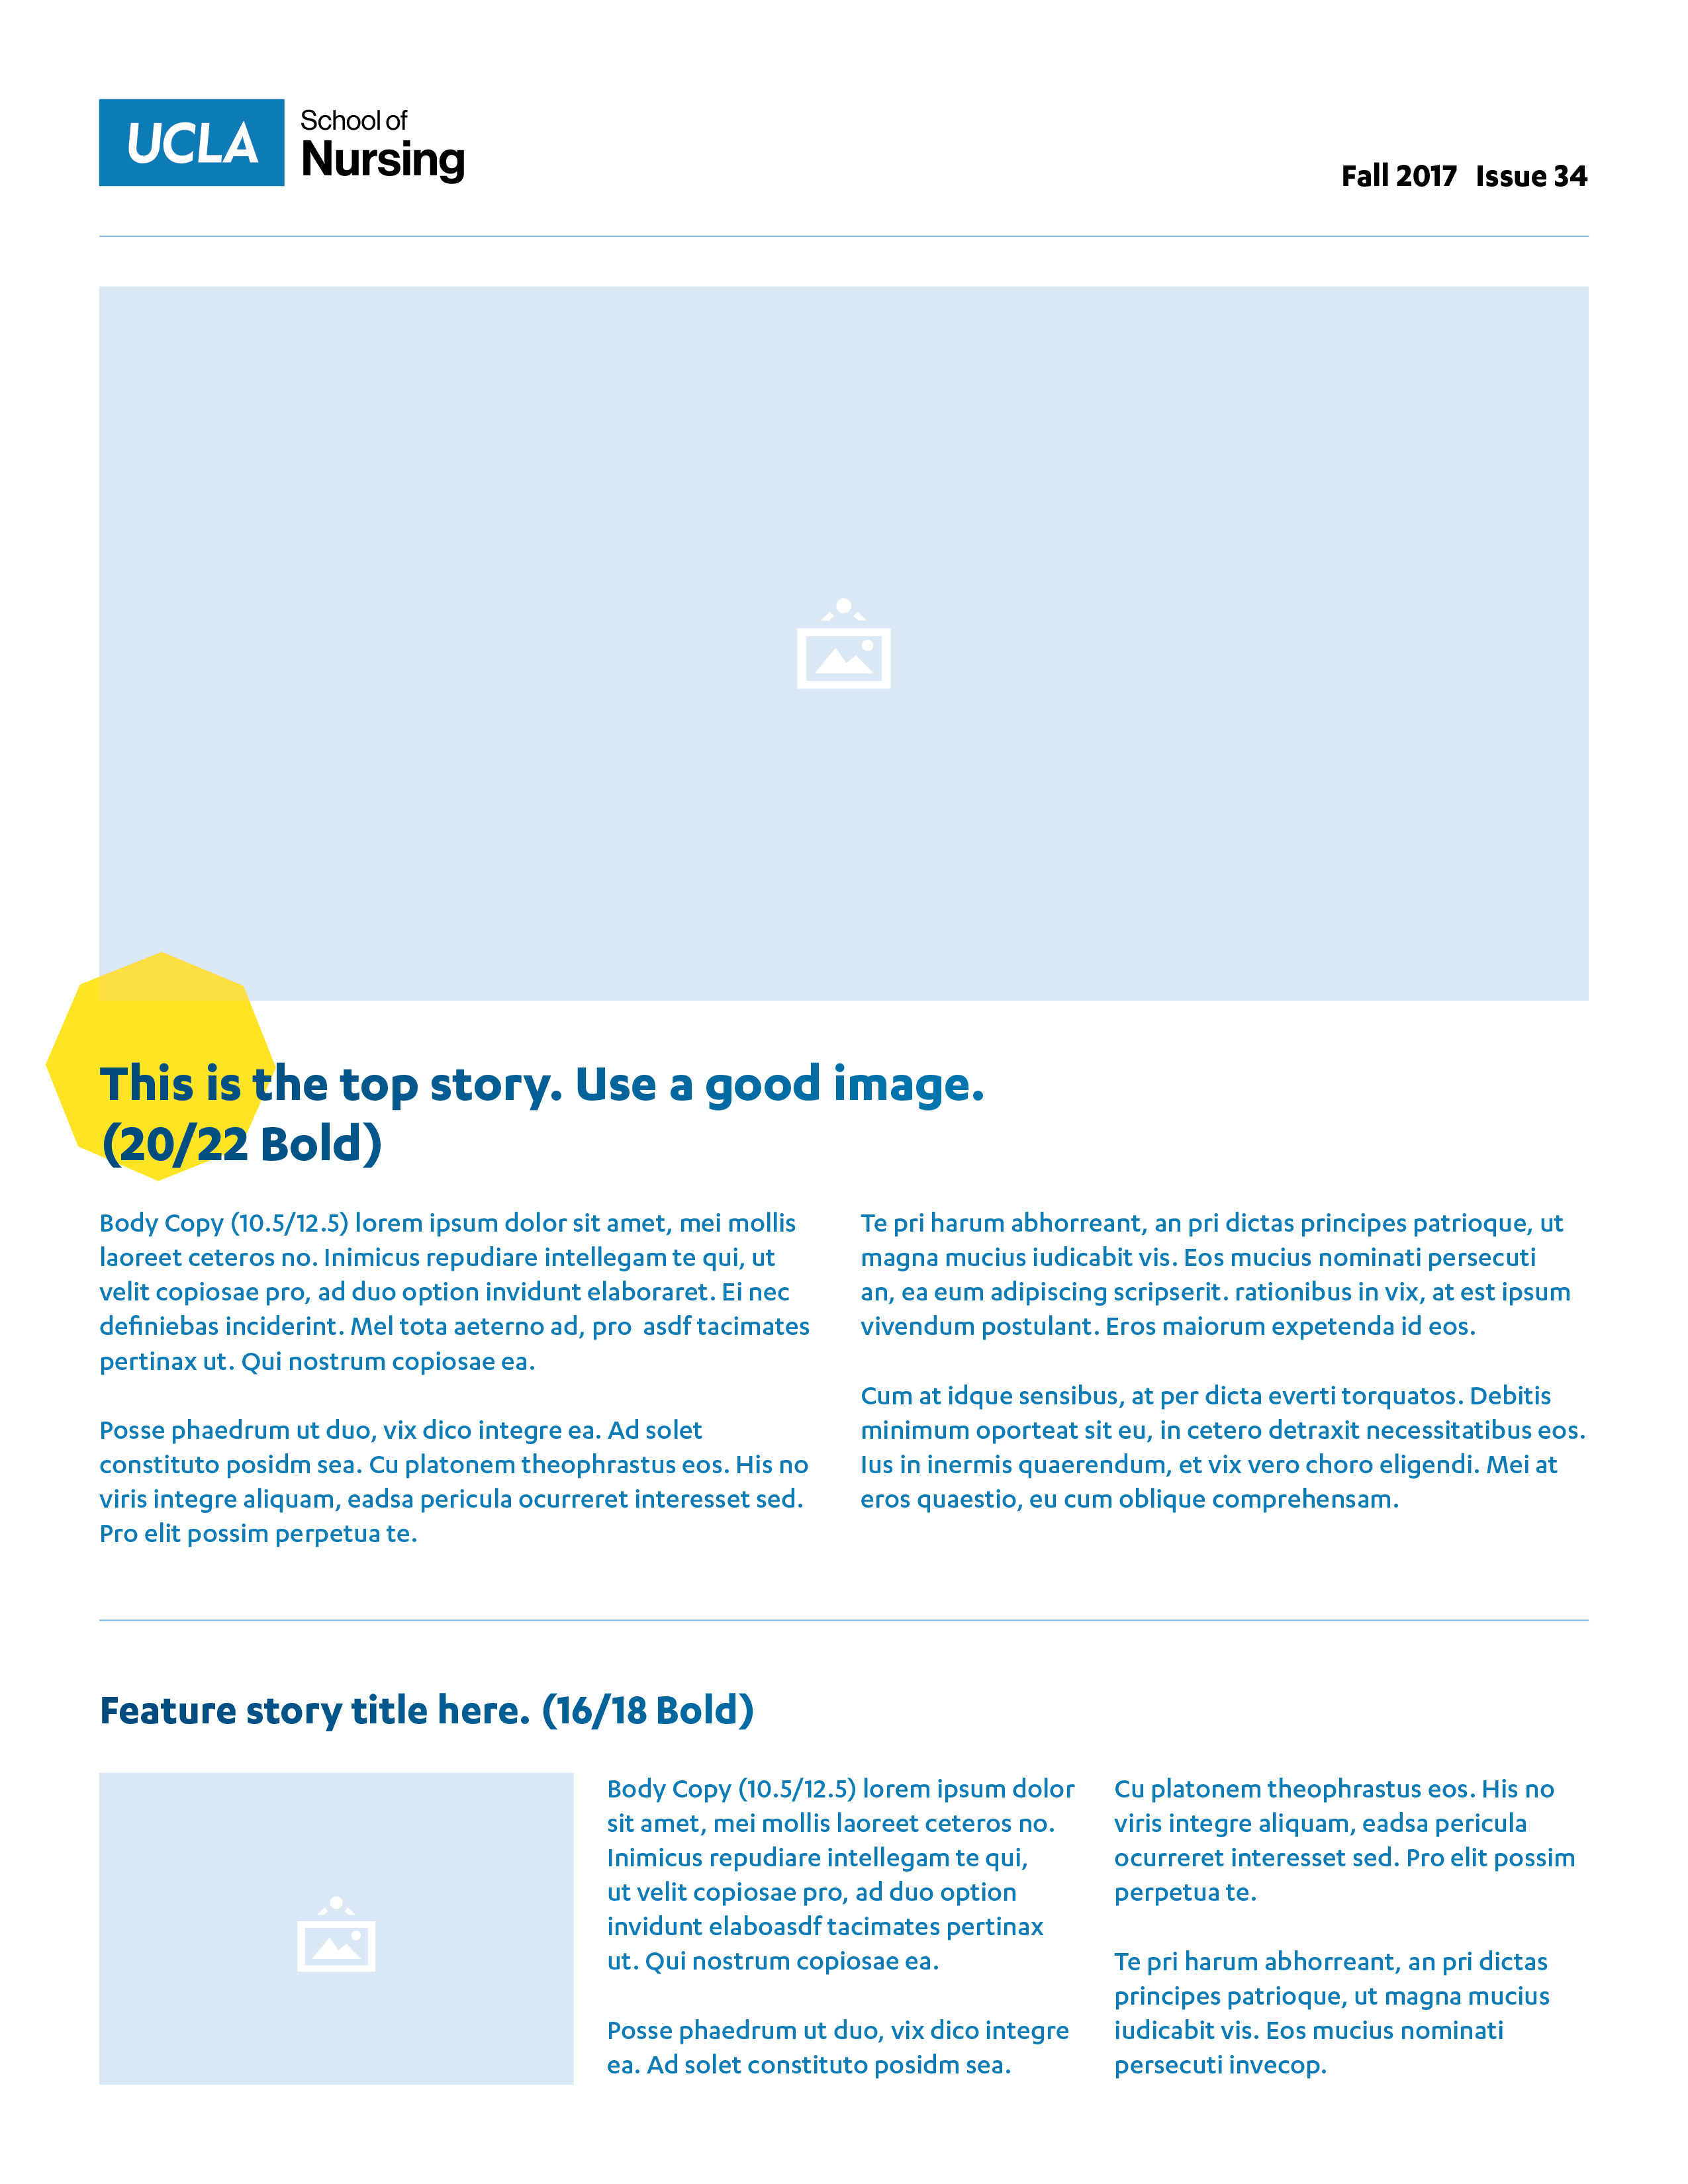 UCLA
School of
Nursing
Fall 2017 Issue 34
This is the top story. Use a good image.
(20/22 Bold)
Body Copy (10.5/12.5) lorem ipsum dolor sit amet, mei mollis
laoreet ceteros no. Inimicus repudiare intellegam te qui, ut
velit copiosae pro, ad duo option invidunt elaboraret. Ei nec
definiebas inciderint. Mel tota aeterno ad, pro  asdf tacimates
pertinax ut. Qui nostrum copiosae ea.
Posse phaedrum ut duo, vix dico integre ea. Ad solet
constituto posidm sea. Cu platonem theophrastus eos. His no
viris integre aliquam, eadsa pericula ocurreret interesset sed.
Pro elit possim perpetua te.
Te pri harum abhorreant, an pri dictas principes patrioque, ut
magna mucius iudicabit vis. Eos mucius nominati persecuti
an, ea eum adipiscing scripserit. rationibus in vix, at est ipsum
vivendum postulant. Eros maiorum expetenda id eos.
Cum at idque sensibus, at per dicta everti torquatos. Debitis
minimum oporteat sit eu, in cetero detraxit necessitatibus eos.
Ius in inermis quaerendum, et vix vero choro eligendi. Mei at
eros quaestio, eu cum oblique comprehensam.
Feature story title here. (16/18 Bold)
Body Copy (10.5/12.5) lorem ipsum dolor
sit amet, mei mollis laoreet ceteros no.
Inimicus repudiare intellegam te qui,
ut velit copiosae pro, ad duo option
invidunt elaboasdf tacimates pertinax
ut. Qui nostrum copiosae ea.
Posse phaedrum ut duo, vix dico integre
ea. Ad solet constituto posidm sea.
Cu platonem theophrastus eos. His no
viris integre aliquam, eadsa pericula
ocurreret interesset sed. Pro elit possim
perpetua te.
Te pri harum abhorreant, an pri dictas
principes patrioque, ut magna mucius
iudicabit vis. Eos mucius nominati
persecuti invecop.